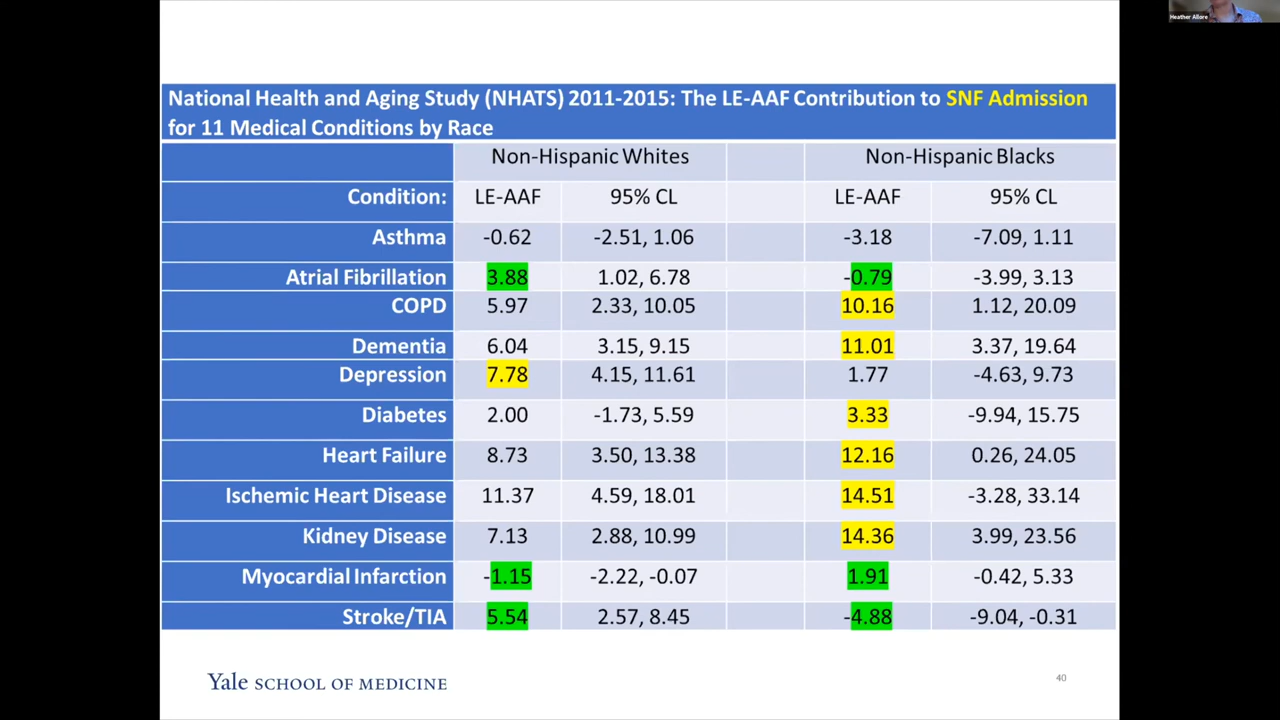 Heather Allore
National Health and Aging Study (NHATS) 2011-2015: The LE-AAF Contribution to SNF Admission
for 11 Medical Conditions by Race
Non-Hispanic Whites Non-Hispanic Blacks
Condition: LE-AAF 95% CL LE-AAF 95% CL
Asthma -0.62 -2.51, 1.06 -3.18 -7.09, 1.11
Atrial Fibrillation 3.88 1.02, 6.78 -0.79 -3.99, 3.13
COPD 5.97 2.33, 10.05 10.16 1.12, 20.09
Dementia 6.04 3.15, 9.15 11.01 3.37, 19.64
Depression 7.78 4.15, 11.61 1.77 -4.63, 9.73
Diabetes 2.00 -1.73, 5.59 3.33 -9.94, 15.75
Heart Failure 8.73 3.50, 13.38 12.16 0.26, 24.05
Ischemic Heart Disease 11.37 4.59, 18.01 14.51 -3.28, 33.14
Kidney Disease 7.13 2.88, 10.99 14.36 3.99, 23.56
Myocardial Infarction -1.15 -2.22, -0.07 1.91 -0.42, 5.33
Stroke/TIA 5.54 2.57, 8.45 -4.88 -9.04, -0.31
Yale SCHOOL OF MEDICINE
40